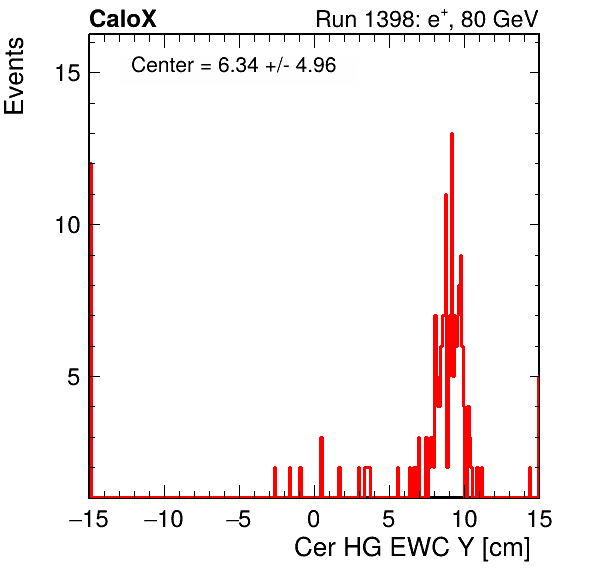 CaloX Run 1398: e⁺, 80 GeV
Events
Center = 6.34 +/- 4.96
15
10
5
−15 −10 −5 0 5 10 15
Cer HG EWC Y [cm]